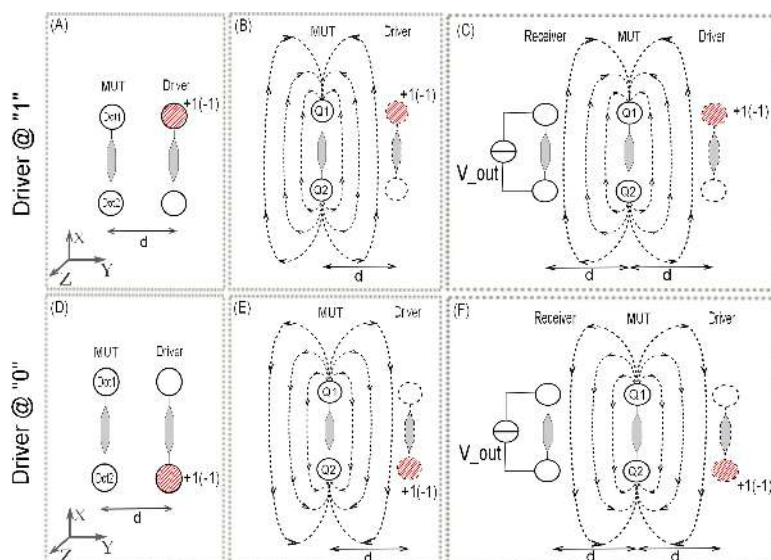 Driver @ "1"
(A)
MUT
Driver
+1(-1)
Dot1
Dot2
d
X
Z
Y
(B)
MUT
Driver
+1(-1)
Q1
Q2
d
(C)
Receiver
MUT
Driver
+1(-1)
Q1
V_out
Q2
d
d
Driver @ "0"
(D)
MUT
Driver
Dot1
Dot2
+1(-1)
d
X
Z
Y
(E)
MUT
Driver
Q1
Q2
+1(-1)
d
(F)
Receiver
MUT
Driver
Q1
V_out
Q2
+1(-1)
d
d